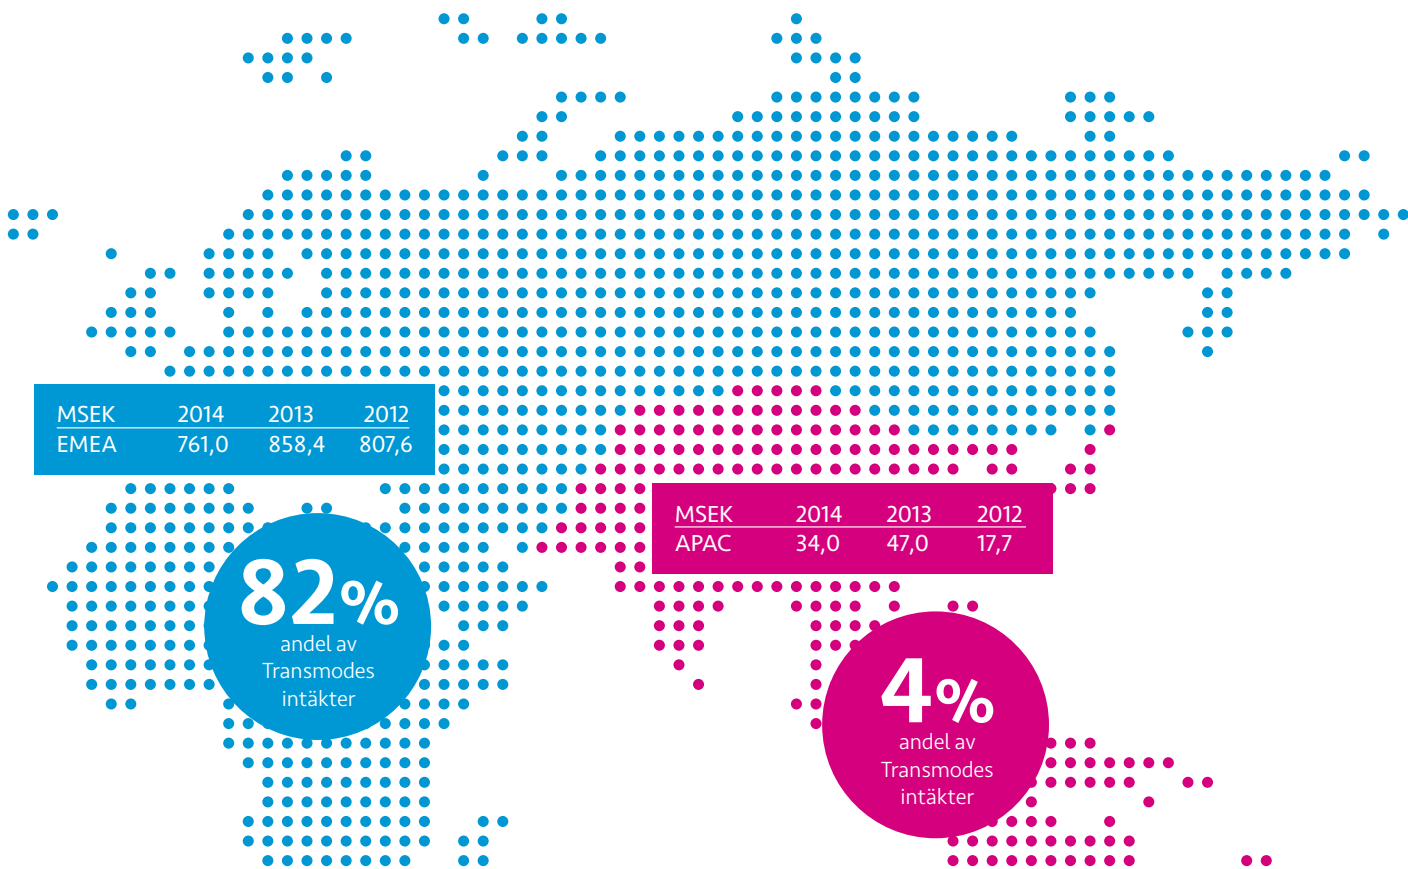 MSEK 2014 2013 2012
EMEA 761,0 858,4 807,6
MSEK 2014 2013 2012
APAC 34,0 47,0 17,7
82%
andel av
Transmodes
intäkter
4%
andel av
Transmodes
intäkter